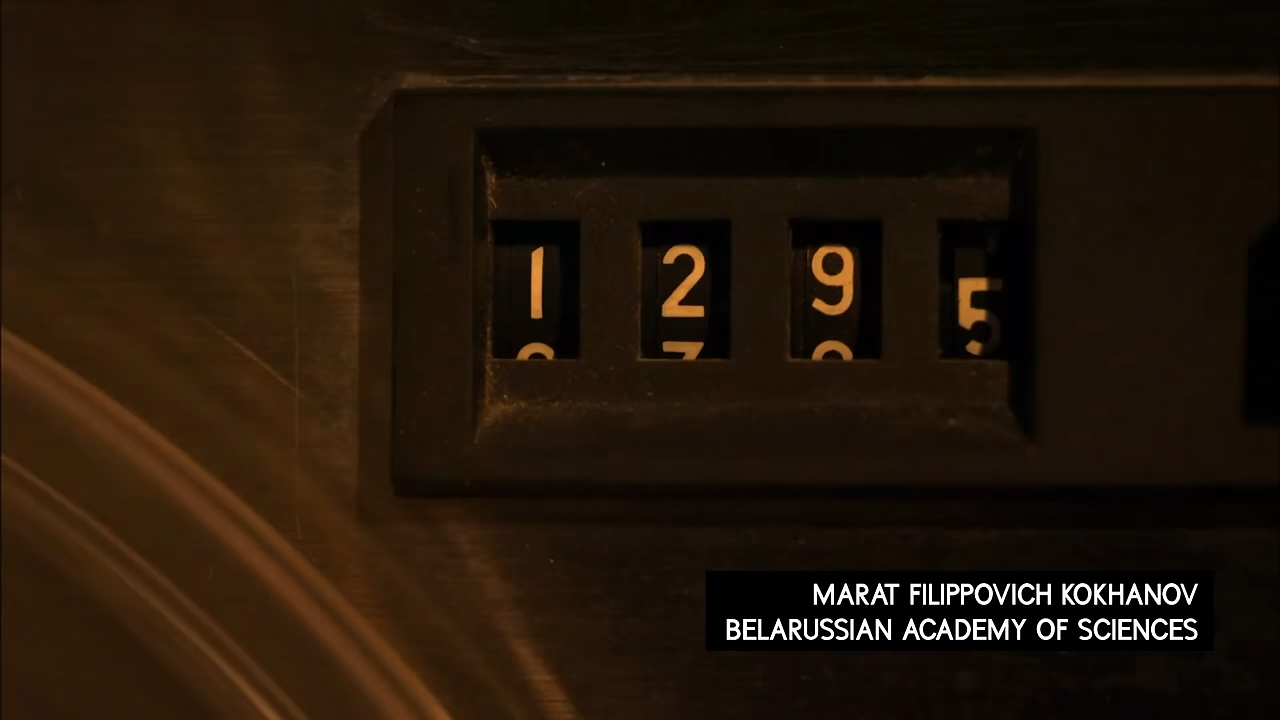 1295
MARAT FILIPPOVICH KOKHANOV
BELARUSSIAN ACADEMY OF SCIENCES